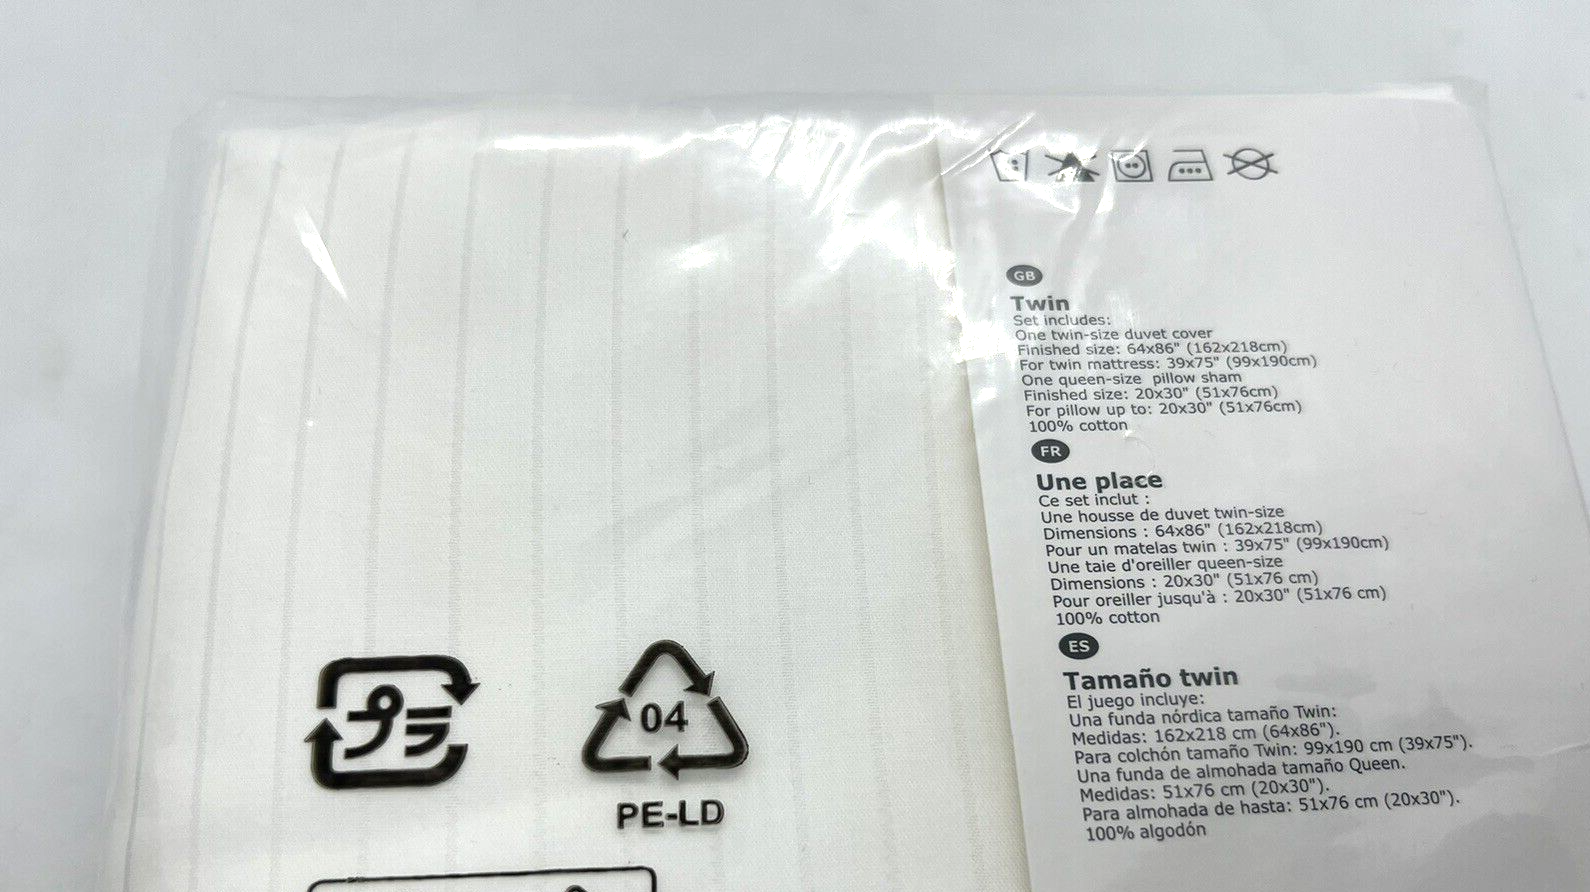 GB
Twin
Set includes:
One twin-size duvet cover
Finished size: 64x86" (162x218cm)
For twin mattress: 39x75" (99x190cm)
One queen-size pillow sham
Finished size: 20x30" (51x76cm)
For pillow up to: 20x30" (51x76cm)
100% cotton
FR
Une place
Ce set inclut :
Une housse de duvet twin-size
Dimensions : 64x86" (162x218cm)
Pour un matelas twin : 39x75" (99x190cm)
Une taie d'oreiller queen-size
Dimensions : 20x30" (51x76 cm)
Pour oreiller jusqu'à : 20x30" (51x76 cm)
100% cotton
ES
Tamaño twin
El juego incluye:
Una funda nórdica tamaño Twin:
Medidas: 162x218 cm (64x86").
Para colchón tamaño Twin: 99x190 cm (39x75").
Una funda de almohada tamaño Queen.
Medidas: 51x76 cm (20x30").
Para almohada de hasta: 51x76 cm (20x30").
100% algodón
プラ
04
PE-LD